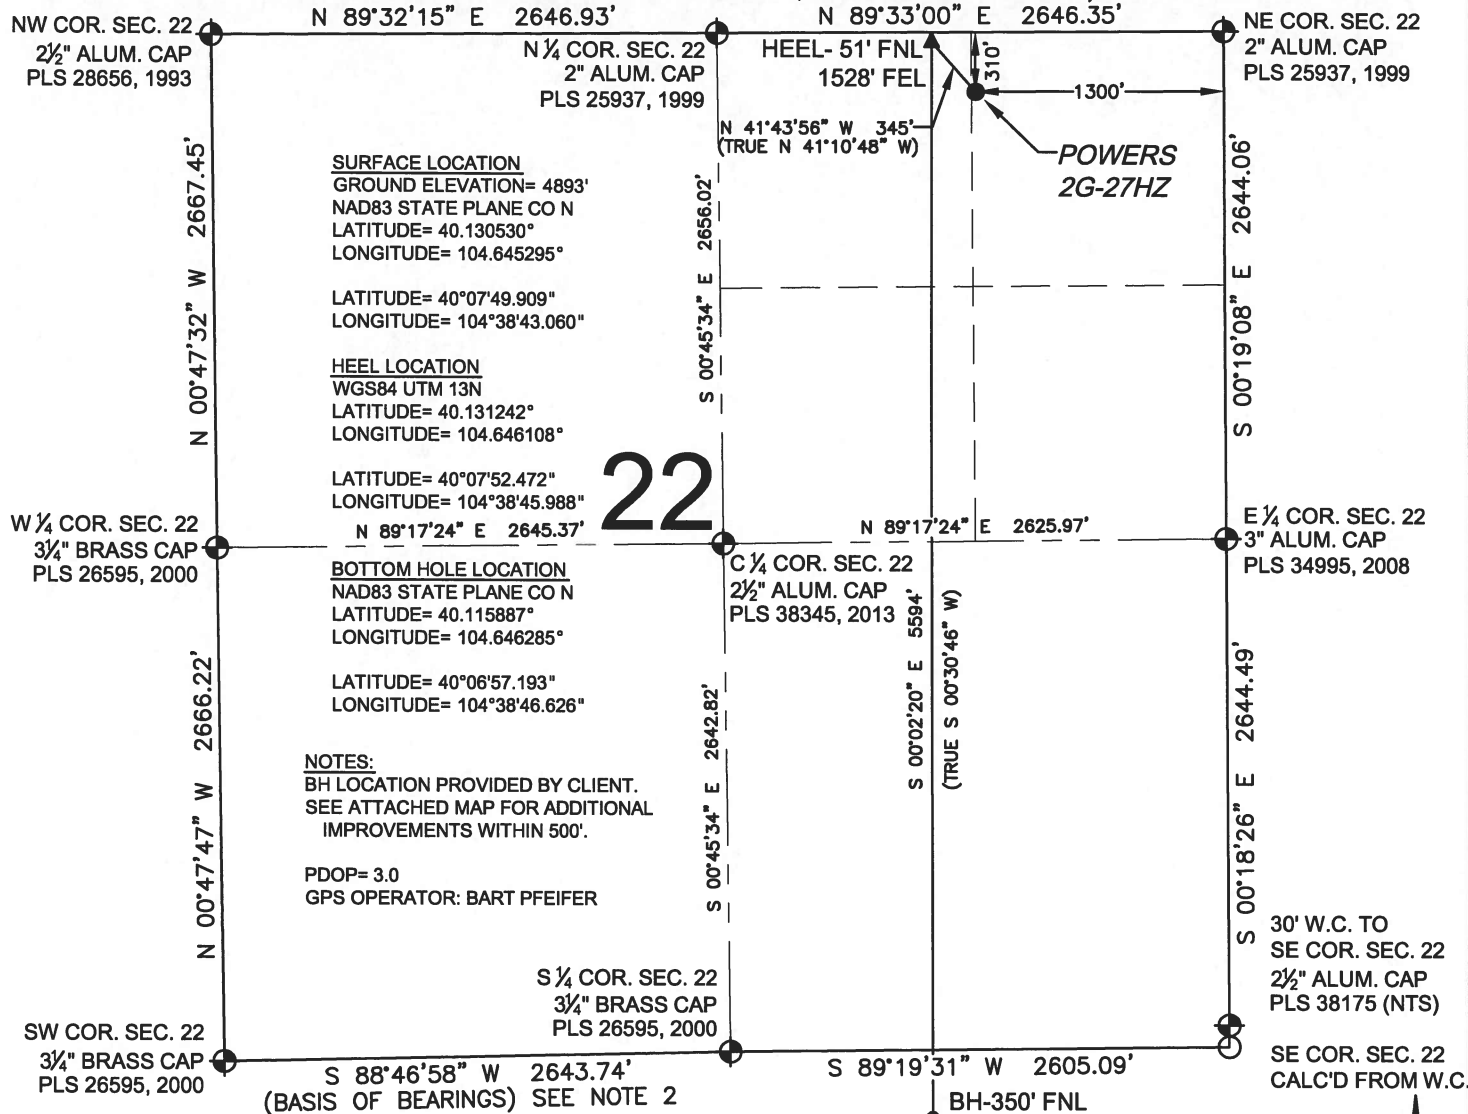 N 89°32'15" E 2646.93'
N 89°33'00" E 2646.35'
NW COR. SEC. 22
2½" ALUM. CAP
PLS 28656, 1993
N ¼ COR. SEC. 22
2" ALUM. CAP
PLS 25937, 1999
HEEL- 51' FNL
1528' FEL
310'
1300'
NE COR. SEC. 22
2" ALUM. CAP
PLS 25937, 1999
N 41°43'56" W 345'
(TRUE N 41°10'48" W)
POWERS
2G-27HZ
N 00°47'32" W 2667.45'
SURFACE LOCATION
GROUND ELEVATION= 4893'
NAD83 STATE PLANE CO N
LATITUDE= 40.130530°
LONGITUDE= 104.645295°
LATITUDE= 40°07'49.909"
LONGITUDE= 104°38'43.060"
HEEL LOCATION
WGS84 UTM 13N
LATITUDE= 40.131242°
LONGITUDE= 104.646108°
LATITUDE= 40°07'52.472"
LONGITUDE= 104°38'45.988"
S 00°45'34" E 2656.02'
S 00°19'08" E 2644.06'
22
W ¼ COR. SEC. 22
3¼" BRASS CAP
PLS 26595, 2000
N 89°17'24" E 2645.37'
N 89°17'24" E 2625.97'
E ¼ COR. SEC. 22
3" ALUM. CAP
PLS 34995, 2008
C ¼ COR. SEC. 22
2½" ALUM. CAP
PLS 38345, 2013
BOTTOM HOLE LOCATION
NAD83 STATE PLANE CO N
LATITUDE= 40.115887°
LONGITUDE= 104.646285°
LATITUDE= 40°06'57.193"
LONGITUDE= 104°38'46.626"
N 00°47'47" W 2666.22'
S 00°45'34" E 2642.82'
S 00°02'20" E 5594'
(TRUE S 00°30'46" W)
S 00°18'26" E 2644.49'
NOTES:
BH LOCATION PROVIDED BY CLIENT.
SEE ATTACHED MAP FOR ADDITIONAL
IMPROVEMENTS WITHIN 500'.
PDOP= 3.0
GPS OPERATOR: BART PFEIFER
30' W.C. TO
SE COR. SEC. 22
2½" ALUM. CAP
PLS 38175 (NTS)
S ¼ COR. SEC. 22
3¼" BRASS CAP
PLS 26595, 2000
SW COR. SEC. 22
3¼" BRASS CAP
PLS 26595, 2000
S 88°46'58" W 2643.74'
(BASIS OF BEARINGS) SEE NOTE 2
S 89°19'31" W 2605.09'
SE COR. SEC. 22
CALC'D FROM W.C.
BH-350' FNL